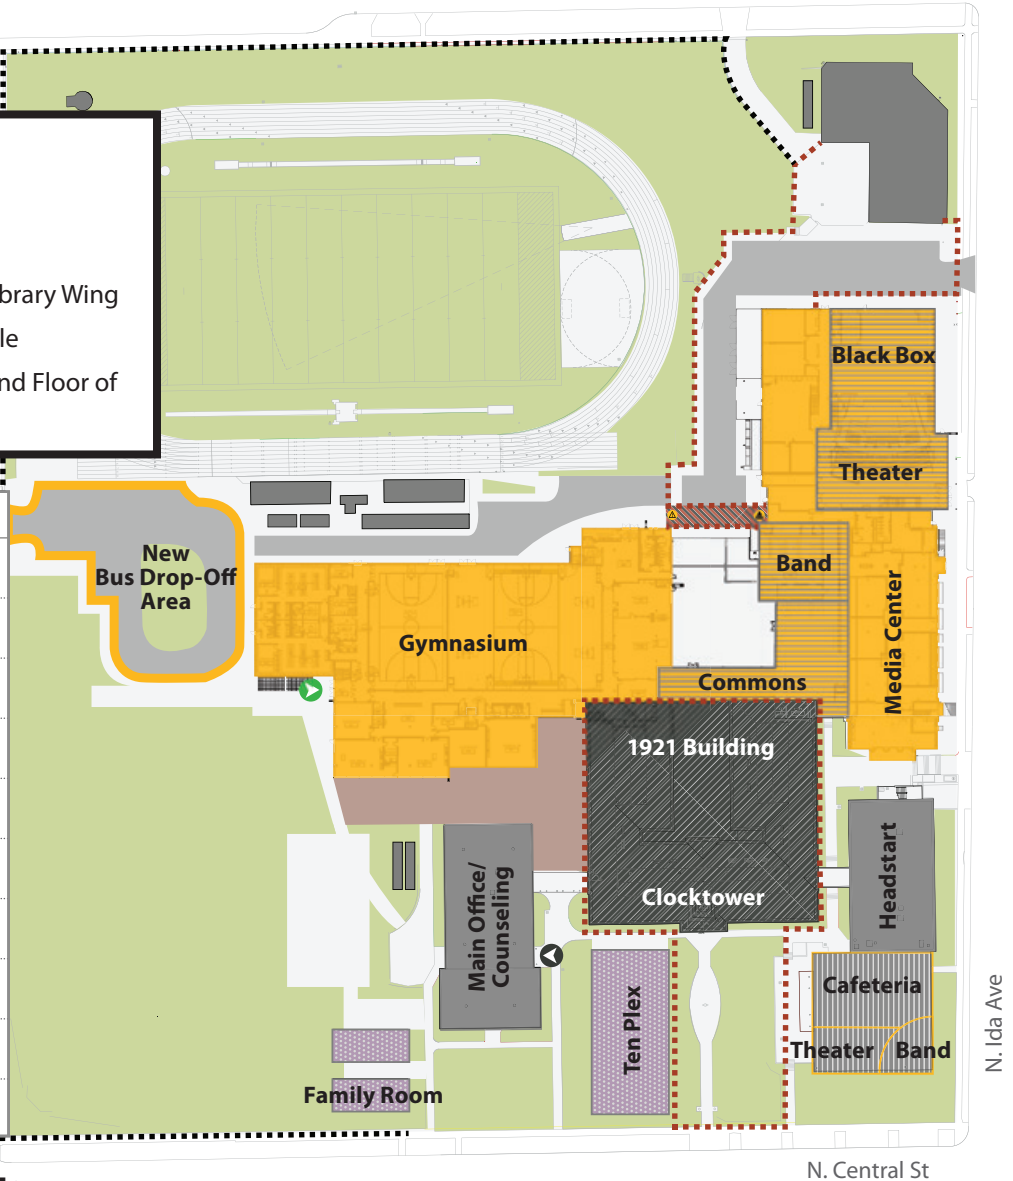 brary Wing
le
nd Floor of
Black Box
Theater
New
Bus Drop-Off
Area
Band
Gymnasium
Media Center
Commons
1921 Building
Headstart
Main Office/
Counseling
Clocktower
Cafeteria
Ten Plex
Theater
Band
Family Room
N. Ida Ave
N. Central St